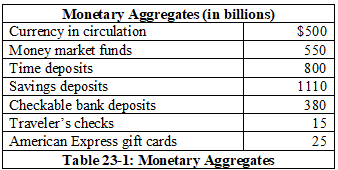 Monetary Aggregates (in billions)
Currency in circulation $500
Money market funds 550
Time deposits 800
Savings deposits 1110
Checkable bank deposits 380
Traveler's checks 15
American Express gift cards 25
Table 23-1: Monetary Aggregates